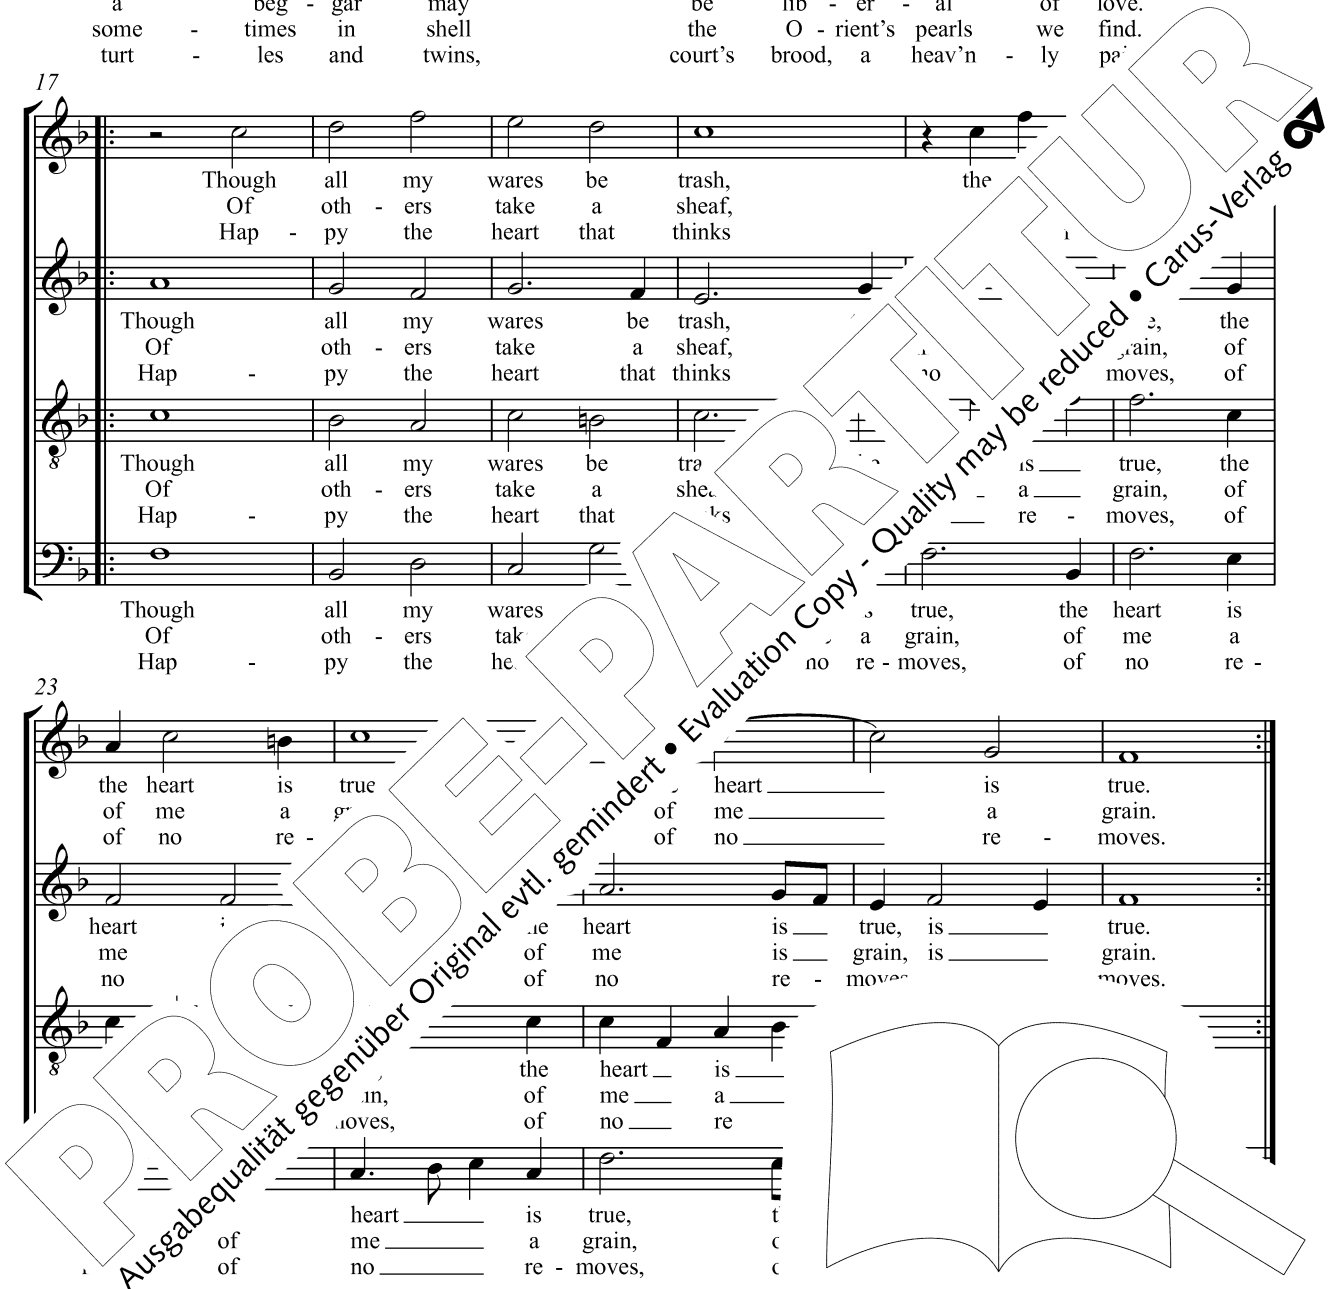 a beg - gar may be lib - er - al of love.
some - times in shell the O - rient's pearls we find.
turt - les and twins, court's brood, a heav'n - ly
17
Though all my wares be trash, the
Of oth - ers take a sheaf,
Hap - py the heart that thinks
Though all my wares be trash, the
Of oth - ers take a sheaf, grain, of
Hap - py the heart that thinks no moves, of
8
Though all my wares be is true, the
Of oth - ers take a a grain, of
Hap - py the heart that re - moves, of
Though all my wares true, the heart is
Of oth - ers a grain, of me a
Hap - py the no re - moves, of no re -
23
the heart is true heart is true.
of me a of me a grain.
of no re - of no re - moves.
heart heart is true, is true.
me of me is grain, is grain.
no of no re - moves moves.
8
the heart is
of me a
moves, of no re
heart is true,
of me a grain,
of no re - moves,
PROBE-PARTITUR
Ausgabequalität gegenüber Original evtl. gemindert • Evaluation Copy - Quality may be reduced • Carus-Verlag